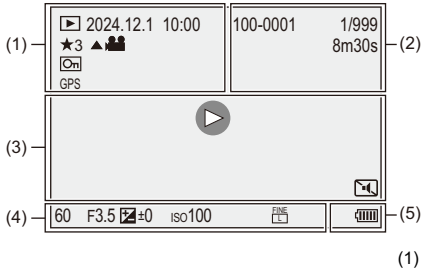 (1)
2024.12.1 10:00
★3
GPS
100-0001 1/999
8m30s
(2)
(3)
(4)
60 F3.5 ±0 ISO100 FINE
L
(5)
(1)